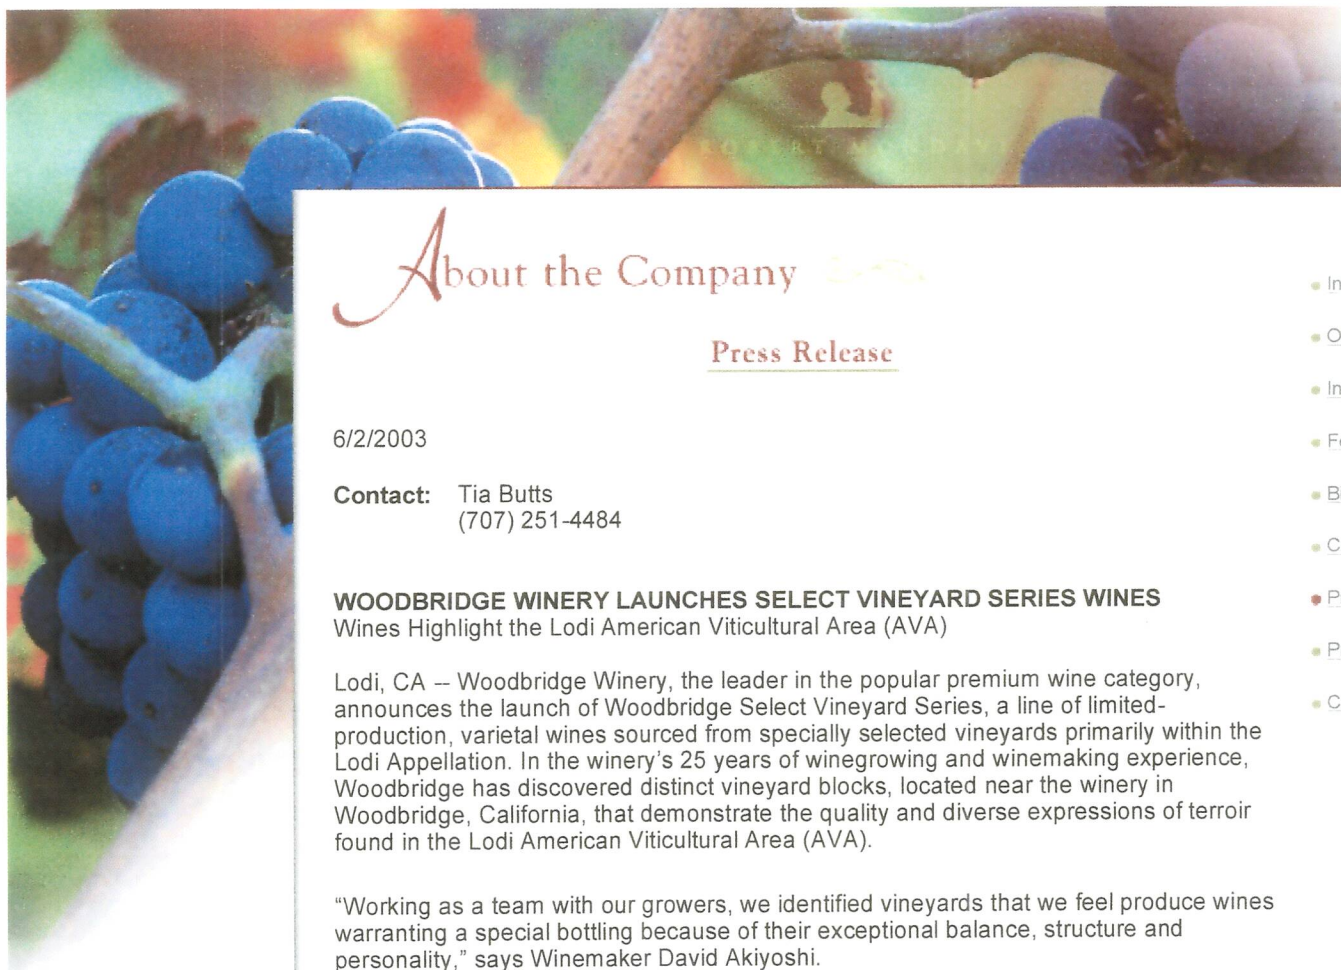 ROBERT MONDAVI
About the Company
Press Release
6/2/2003
Contact: Tia Butts
(707) 251-4484
WOODBRIDGE WINERY LAUNCHES SELECT VINEYARD SERIES WINES
Wines Highlight the Lodi American Viticultural Area (AVA)
Lodi, CA -- Woodbridge Winery, the leader in the popular premium wine category,
announces the launch of Woodbridge Select Vineyard Series, a line of limited-
production, varietal wines sourced from specially selected vineyards primarily within the
Lodi Appellation. In the winery's 25 years of winegrowing and winemaking experience,
Woodbridge has discovered distinct vineyard blocks, located near the winery in
Woodbridge, California, that demonstrate the quality and diverse expressions of terroir
found in the Lodi American Viticultural Area (AVA).
“Working as a team with our growers, we identified vineyards that we feel produce wines
warranting a special bottling because of their exceptional balance, structure and
personality,” says Winemaker David Akiyoshi.
In
O
In
Fe
B
C
P
P
C